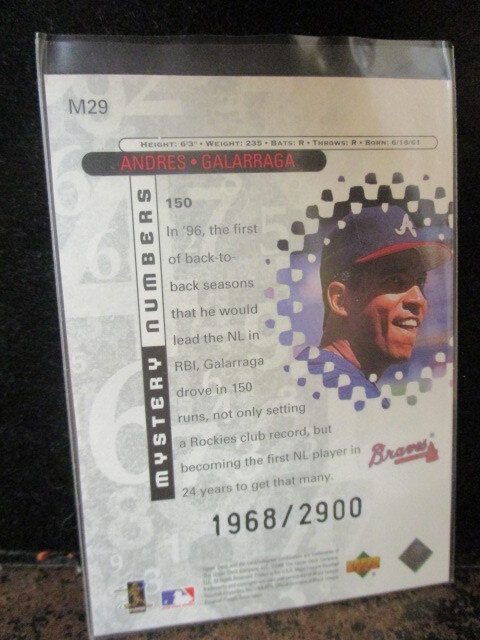 M29
HEIGHT: 6'3" • WEIGHT: 235 • BATS: R • THROWS: R • BORN: 6/18/61
ANDRES • GALARRAGA
MYSTERY NUMBERS
150
In '96, the first
of back-to-
back seasons
that he would
lead the NL in
RBI, Galarraga
drove in 150
runs, not only setting
a Rockies club record, but
becoming the first NL player in
24 years to get that many.
A
Braves
1968/2900